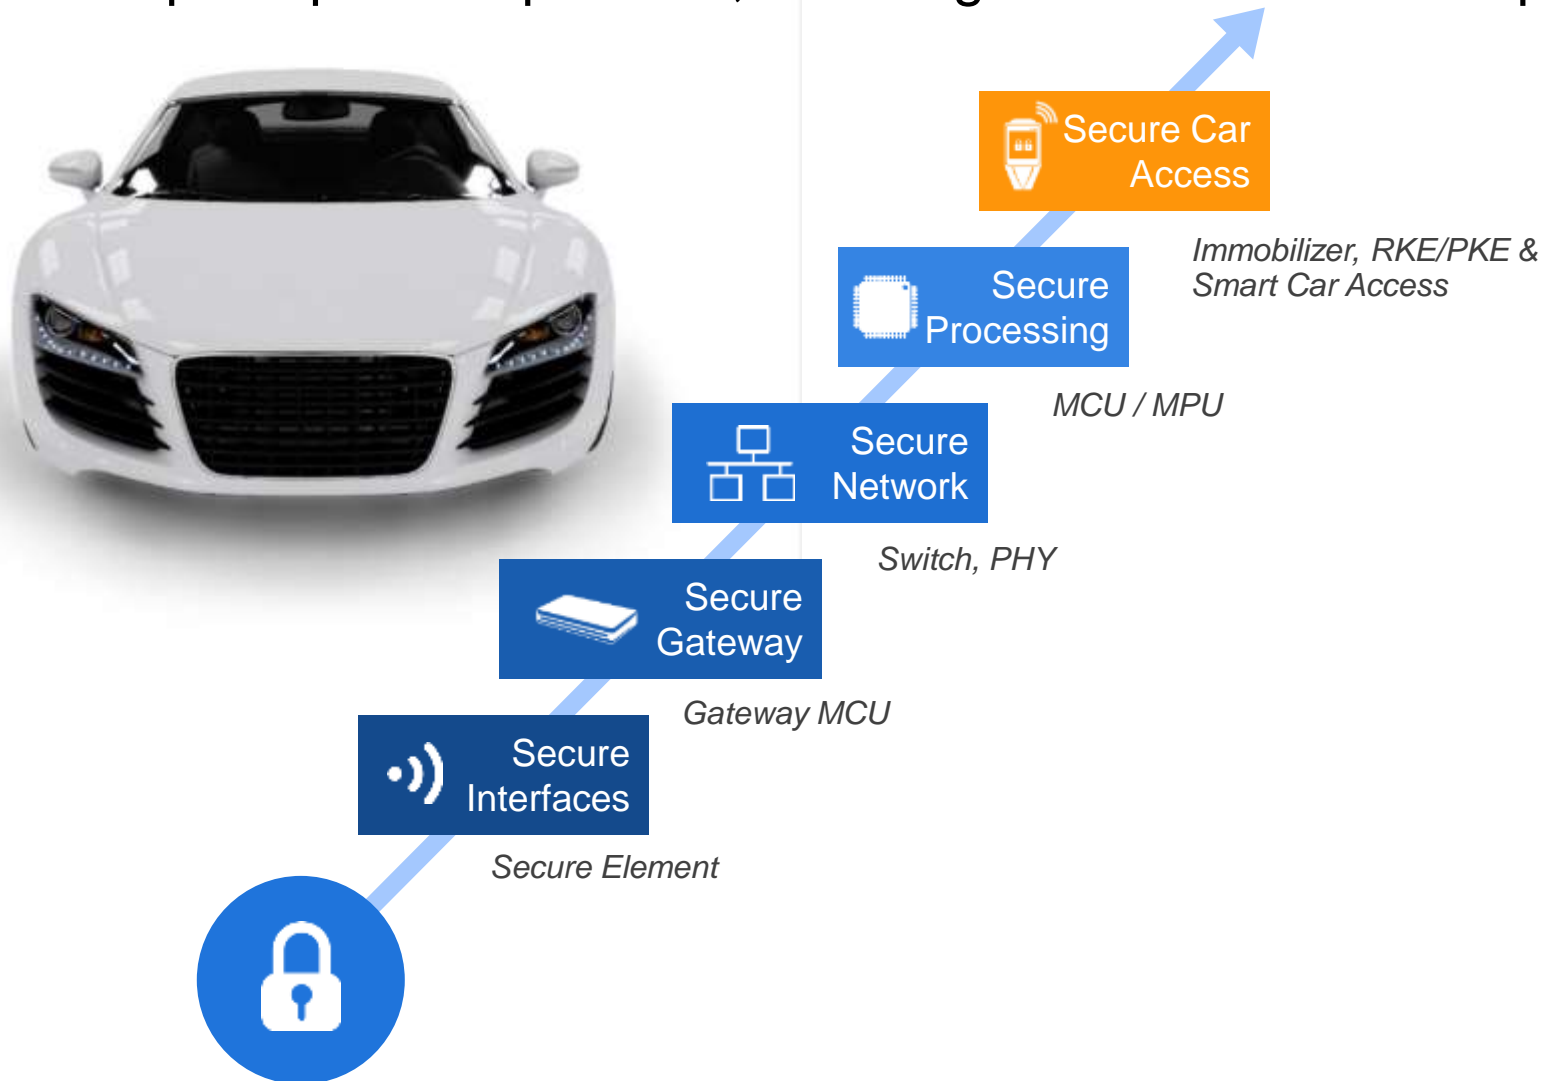 Secure Car
Access
Immobilizer, RKE/PKE &
Smart Car Access
Secure
Processing
MCU / MPU
Secure
Network
Switch, PHY
Secure
Gateway
Gateway MCU
Secure
Interfaces
Secure Element